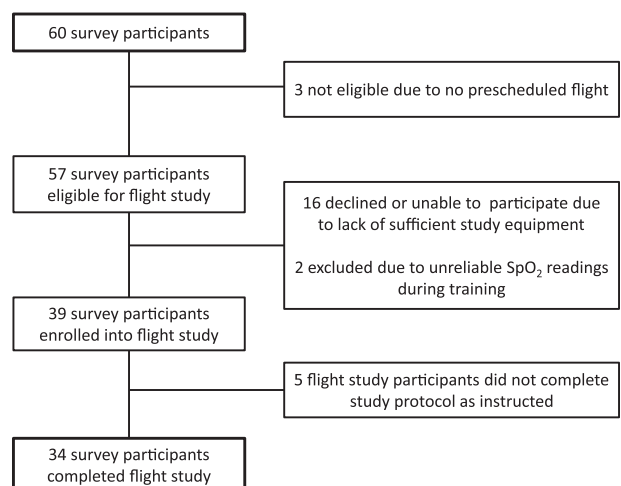 60 survey participants
3 not eligible due to no prescheduled flight
57 survey participants
eligible for flight study
16 declined or unable to participate due
to lack of sufficient study equipment
2 excluded due to unreliable SpO₂ readings
during training
39 survey participants
enrolled into flight study
5 flight study participants did not complete
study protocol as instructed
34 survey participants
completed flight study